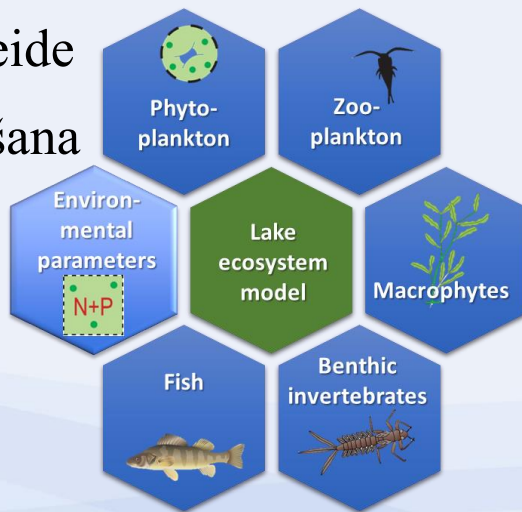 eide
šana
Phyto-
plankton
Zoo-
plankton
Environ-
mental
parameters
N+P
Lake
ecosystem
model
Macrophytes
Fish
Benthic
invertebrates